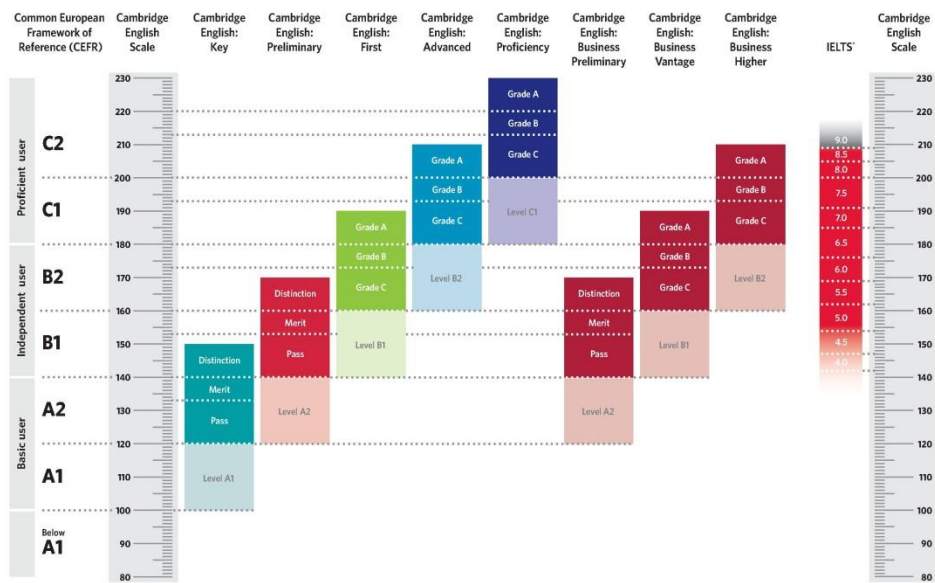 Common European
Framework of
Reference (CEFR)
Cambridge
English
Scale
Cambridge
English:
Key
Cambridge
English:
Preliminary
Cambridge
English:
First
Cambridge
English:
Advanced
Cambridge
English:
Proficiency
Cambridge
English:
Business
Preliminary
Cambridge
English:
Business
Vantage
Cambridge
English:
Business
Higher
IELTS*
Cambridge
English
Scale
Proficient user
C2
C1
Independent user
B2
B1
Basic user
A2
A1
Below
A1
230
220
210
200
190
180
170
160
150
140
130
120
110
100
90
80
Distinction
Merit
Pass
Level A1
Distinction
Merit
Pass
Level A2
Grade A
Grade B
Grade C
Level B1
Grade A
Grade B
Grade C
Level B2
Grade A
Grade B
Grade C
Level C1
Distinction
Merit
Pass
Level A2
Grade A
Grade B
Grade C
Level B1
Grade A
Grade B
Grade C
Level B2
9.0
8.5
8.0
7.5
7.0
6.5
6.0
5.5
5.0
4.5
4.0
230
220
210
200
190
180
170
160
150
140
130
120
110
100
90
80